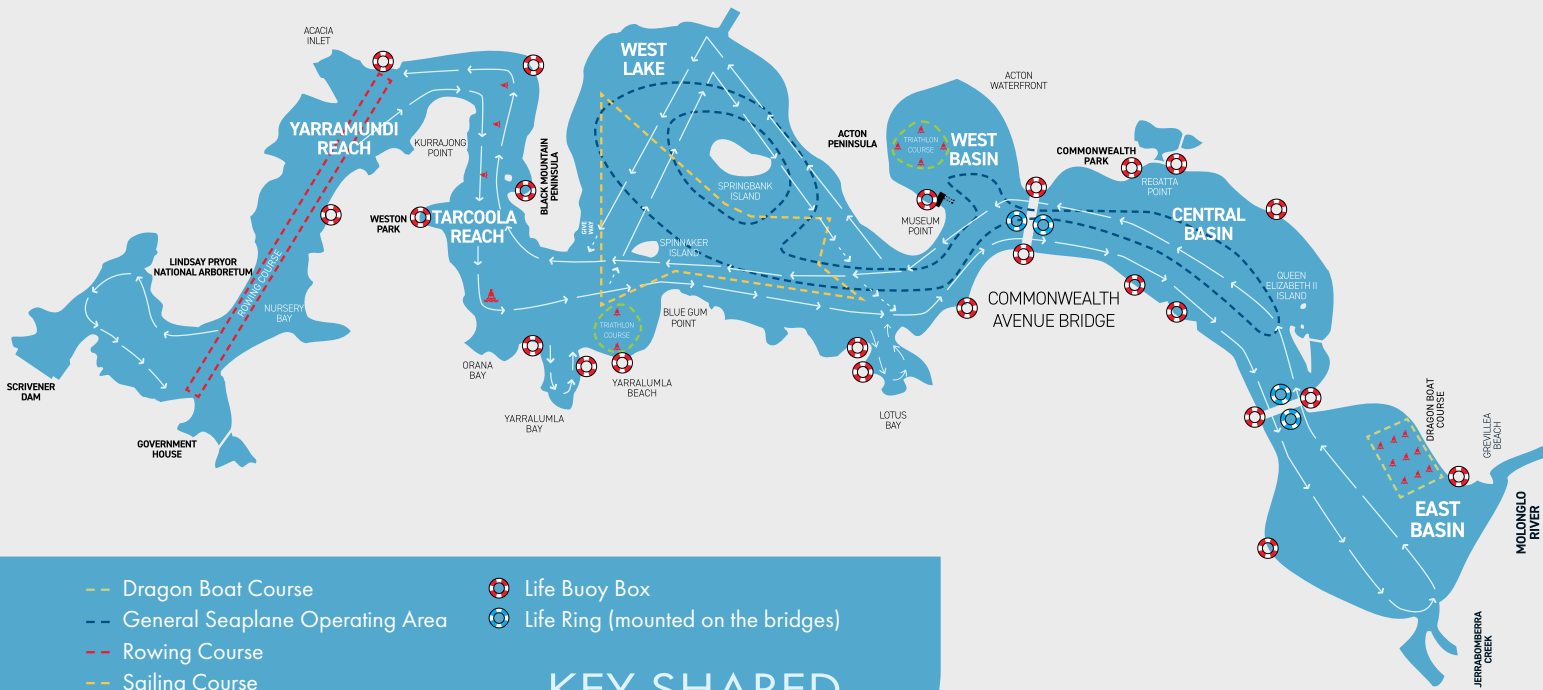 ACACIA
INLET
WEST
LAKE
ACTON
WATERFRONT
YARRAMUNDI
REACH
KURRAJONG
POINT
BLACK MOUNTAIN
PENINSULA
ACTON
PENINSULA
TRIATHLON
COURSE
WEST
BASIN
COMMONWEALTH
PARK
REGATTA
POINT
SPRINGBANK
ISLAND
WESTON
PARK
TARCOOLA
REACH
GIVE
WAY
MUSEUM
POINT
CENTRAL
BASIN
SPINNAKER
ISLAND
LINDSAY PRYOR
NATIONAL ARBORETUM
ROWING COURSE
NURSERY
BAY
QUEEN
ELIZABETH II
ISLAND
COMMONWEALTH
AVENUE BRIDGE
BLUE GUM
POINT
TRIATHLON
COURSE
ORANA
BAY
YARRALUMLA
BEACH
SCRIVENER
DAM
YARRALUMLA
BAY
LOTUS
BAY
GOVERNMENT
HOUSE
DRAGON BOAT
COURSE
GREVILLEA
BEACH
EAST
BASIN
MOLONGLO
RIVER
JERRABOMBERRA
CREEK
Dragon Boat Course
General Seaplane Operating Area
Rowing Course
Sailing Course
Life Buoy Box
Life Ring (mounted on the bridges)
KEY SHARED